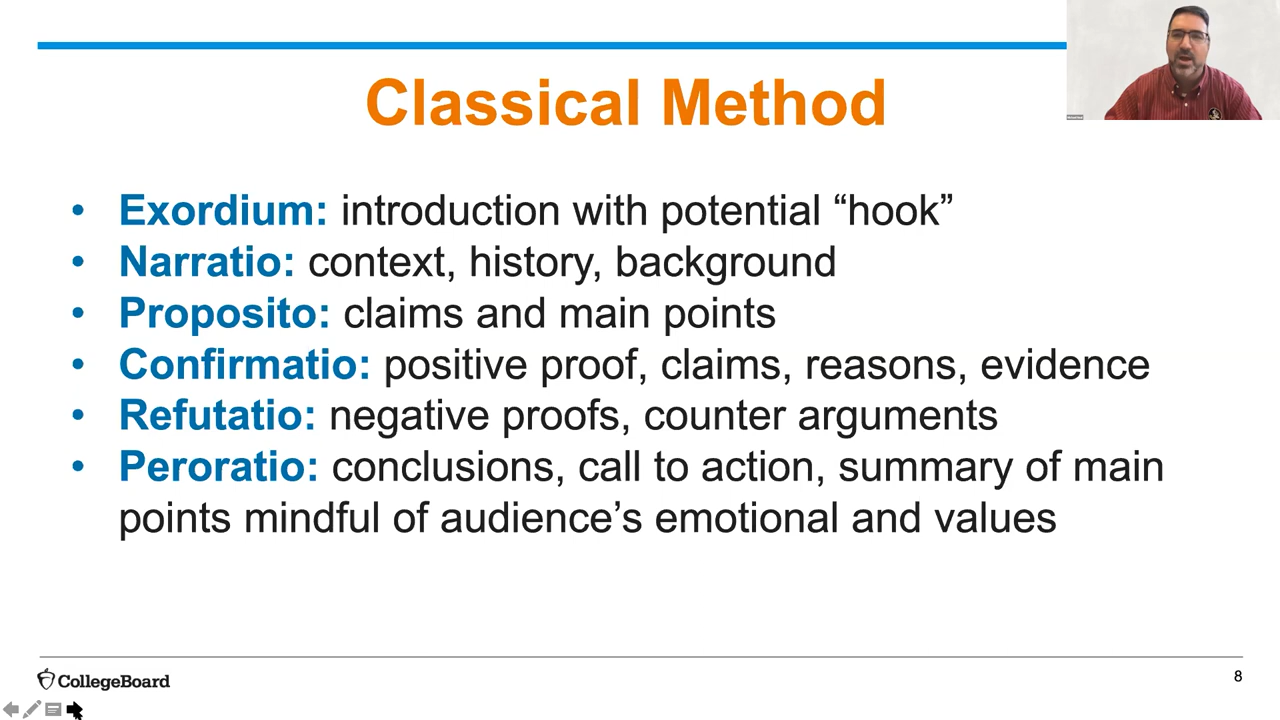 Classical Method
• Exordium: introduction with potential “hook”
• Narratio: context, history, background
• Proposito: claims and main points
• Confirmatio: positive proof, claims, reasons, evidence
• Refutatio: negative proofs, counter arguments
• Peroratio: conclusions, call to action, summary of main
points mindful of audience’s emotional and values
CollegeBoard
8